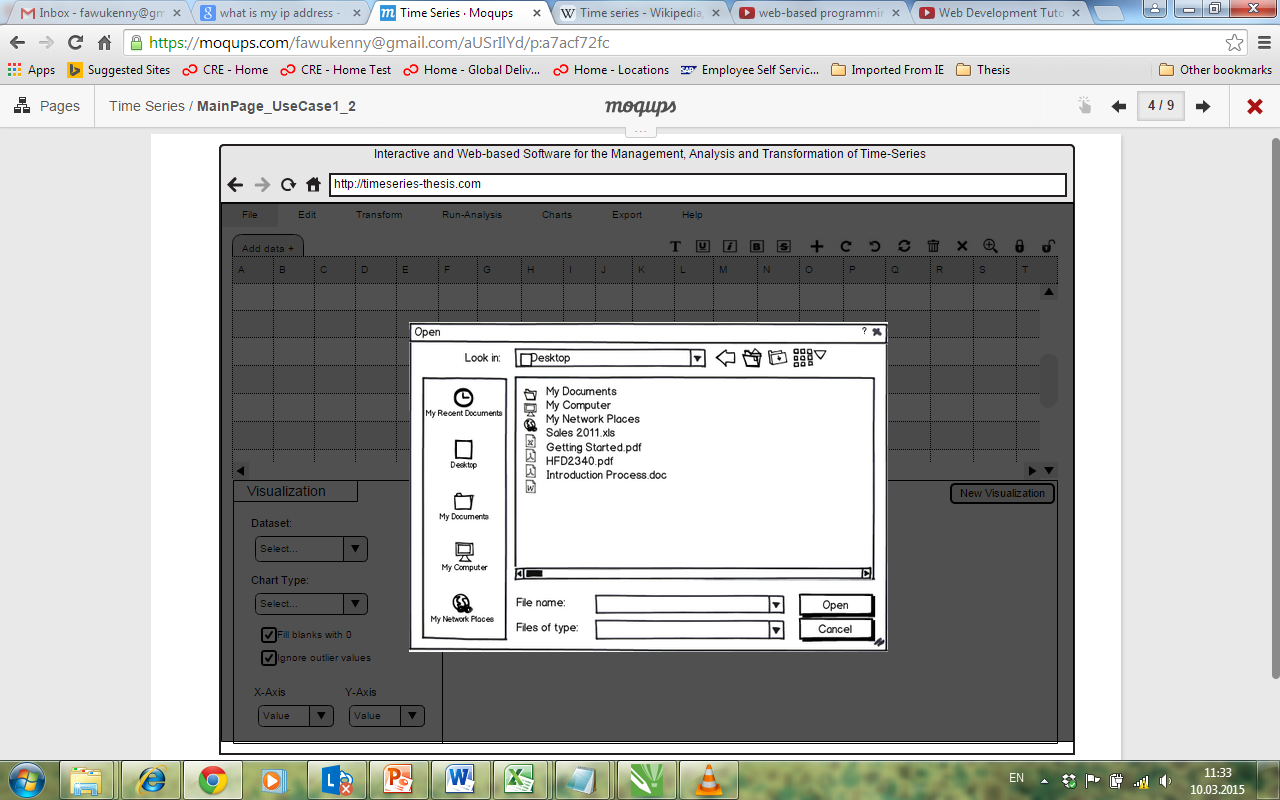 Inbox - fawukenny@gm
what is my ip address -
Time Series · Moqups
Time series - Wikipedia,
web-based programmin
Web Development Tuto
https://moqups.com/fawukenny@gmail.com/aUSrIlYd/p:a7acf72fc
Apps Suggested Sites CRE - Home CRE - Home Test Home - Global Deliv... Home - Locations Employee Self Servic... Imported From IE Thesis Other bookmarks
Pages Time Series / MainPage_UseCase1_2 moqups 4 / 9
Interactive and Web-based Software for the Management, Analysis and Transformation of Time-Series
http://timeseries-thesis.com
File Edit Transform Run-Analysis Charts Export Help
Add data + T U i B S
A B C D E F G H I J K L M N O P Q R S T
Open ?
Look in: Desktop
My Recent Documents
Desktop
My Documents
My Computer
My Network Places
My Documents
My Computer
My Network Places
Sales 2011.xls
Getting Started.pdf
HFD2340.pdf
Introduction Process.doc
File name: Open
Files of type: Cancel
Visualization New Visualization
Dataset:
Select...
Chart Type:
Select...
Fill blanks with 0
Ignore outlier values
X-Axis Y-Axis
Value Value
EN 11:33
10.03.2015